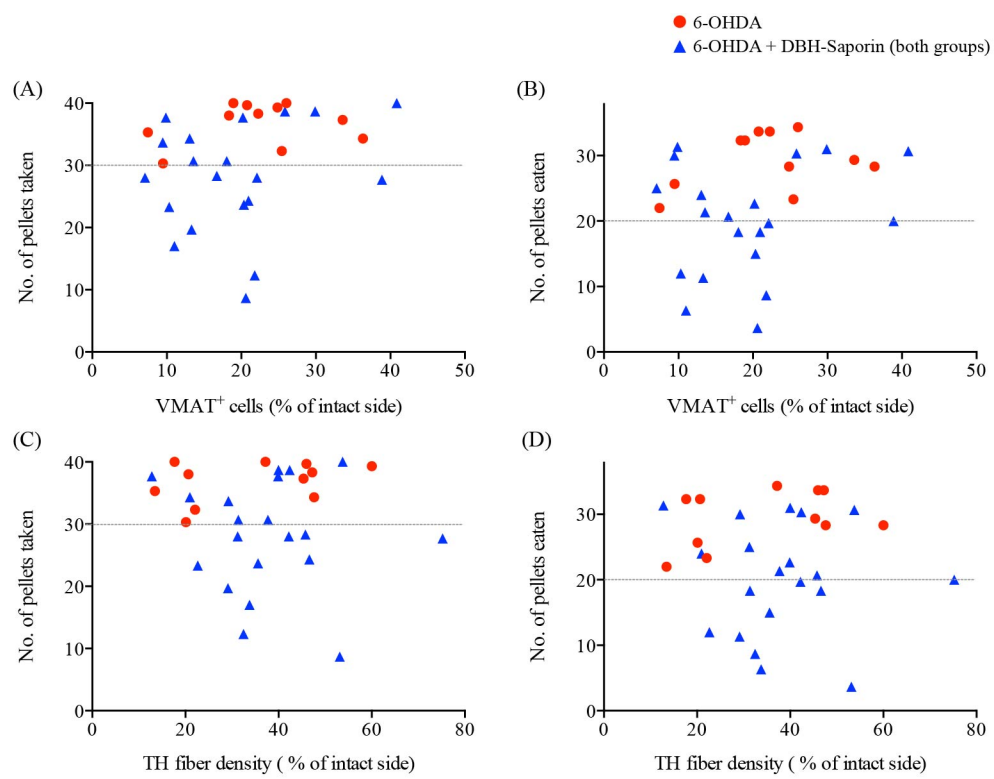 6-OHDA
6-OHDA + DBH-Saporin (both groups)
(A)
40
30
20
10
0
No. of pellets taken
0 10 20 30 40 50
VMAT+ cells (% of intact side)
(B)
30
20
10
0
No. of pellets eaten
0 10 20 30 40 50
VMAT+ cells (% of intact side)
(C)
40
30
20
10
0
No. of pellets taken
0 20 40 60 80
TH fiber density ( % of intact side)
(D)
30
20
10
0
No. of pellets eaten
0 20 40 60 80
TH fiber density ( % of intact side)